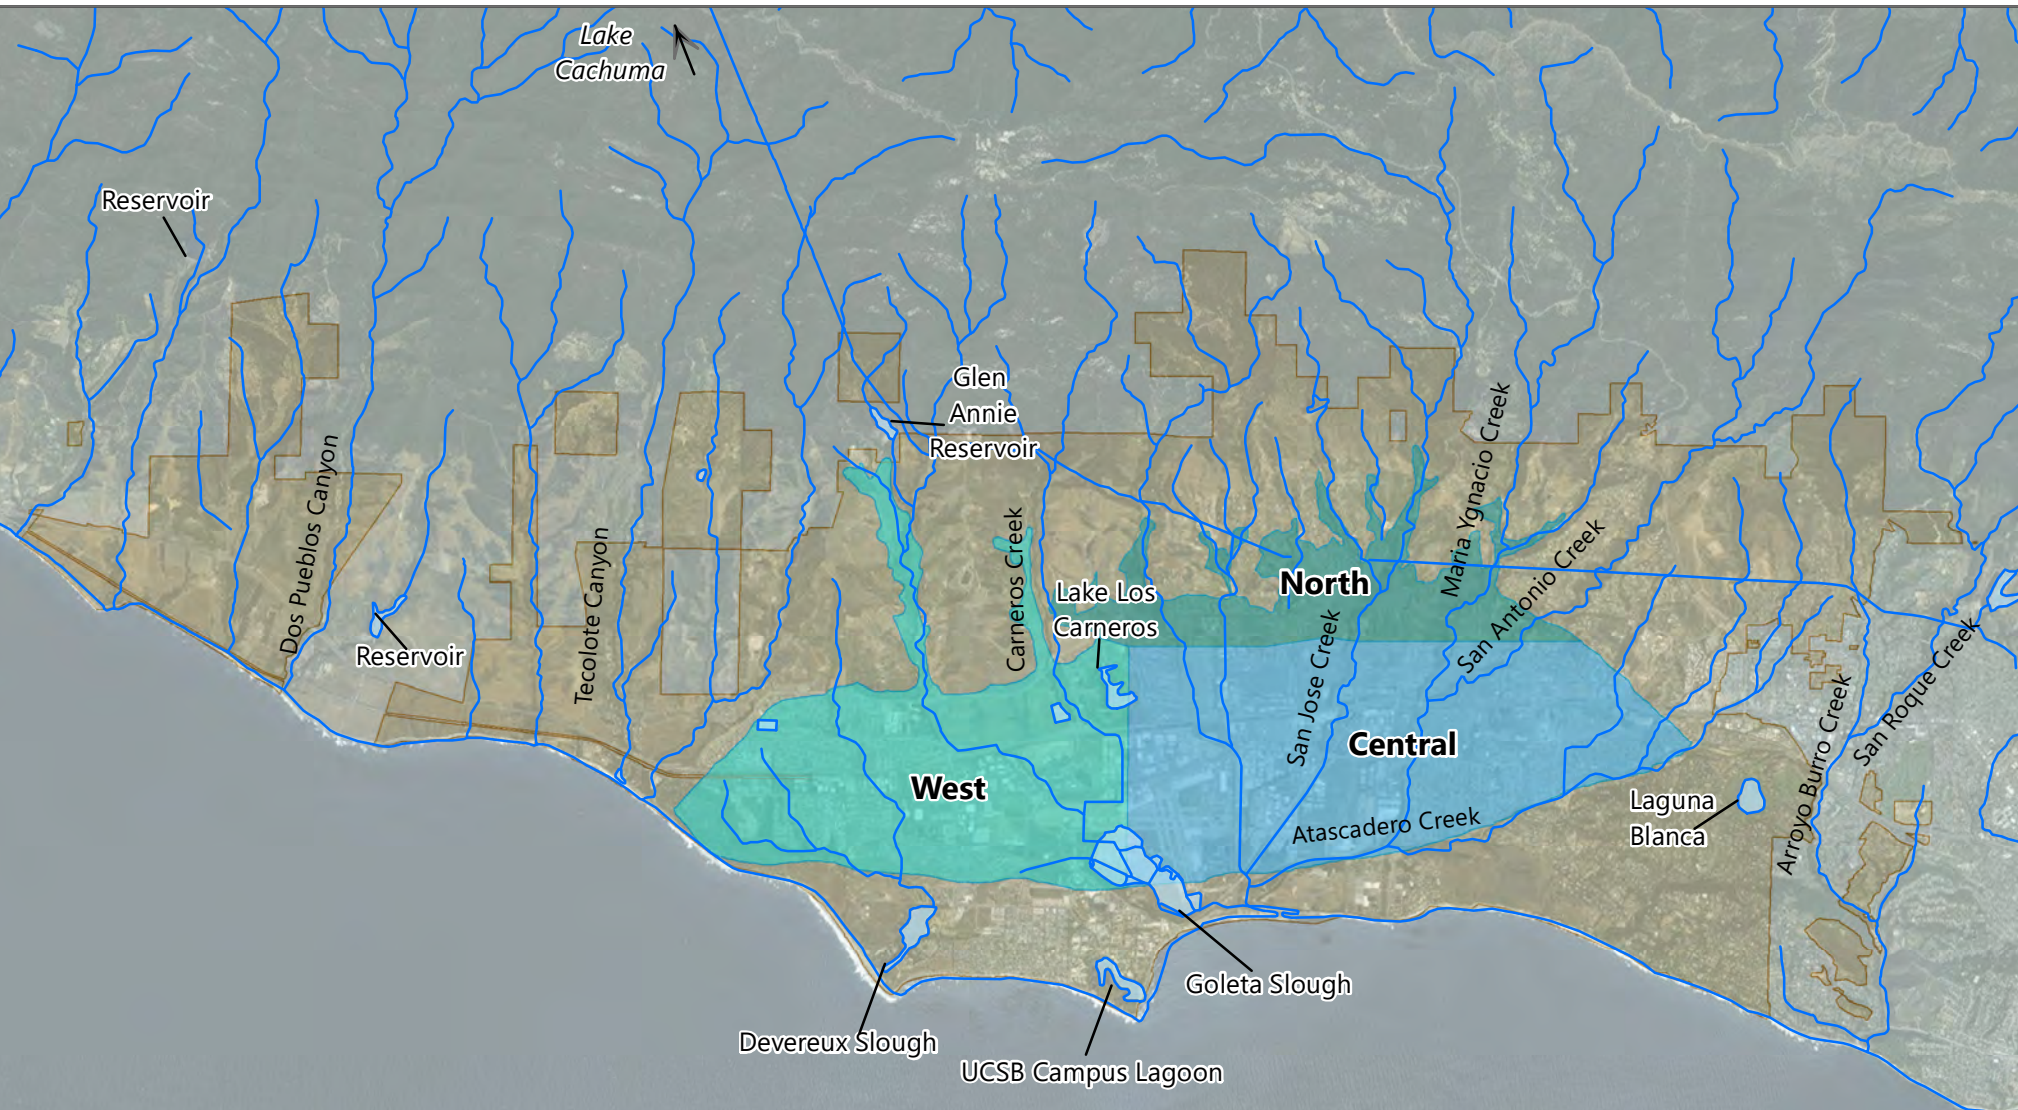 Lake
Cachuma
Reservoir
Glen
Annie
Reservoir
Dos Pueblos Canyon
Reservoir
Tecolote Canyon
Carneros Creek
Lake Los
Carneros
North
Maria Ygnacio Creek
San Antonio Creek
San Jose Creek
Central
West
Atascadero Creek
Laguna
Blanca
Arroyo Burro Creek
San Roque Creek
Goleta Slough
Devereux Slough
UCSB Campus Lagoon